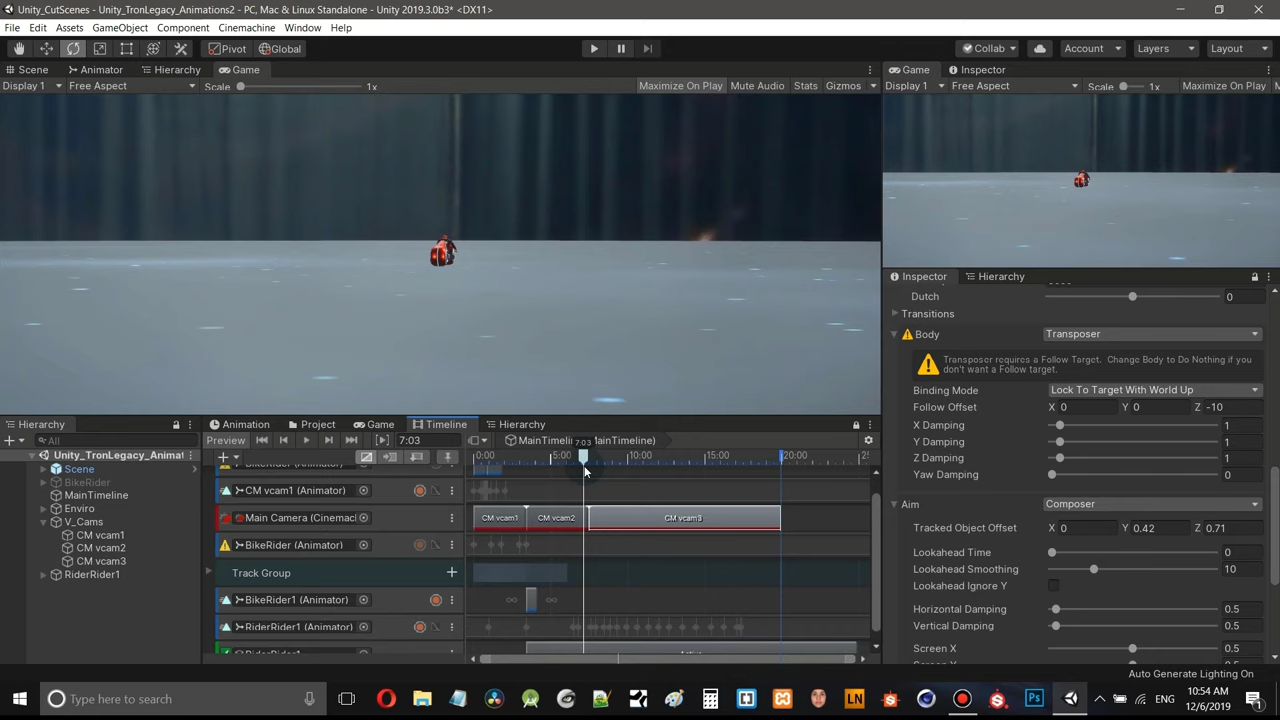 Unity_CutScenes - Unity_TronLegacy_Animations2 - PC, Mac & Linux Standalone - Unity 2019.3.0b3* <DX11>
File Edit Assets GameObject Component Cinemachine Window Help
Pivot Global Collab Account Layers Layout
Scene Animator Hierarchy Game Game Inspector
Display 1 Free Aspect Scale 1x Maximize On Play Mute Audio Stats Gizmos Display 1 Free Aspect Scale 1x Maximize On Play
Inspector Hierarchy
Dutch 0
Transitions
Body Transposer
Transposer requires a Follow Target. Change Body to Do Nothing if you
don't want a Follow target.
Binding Mode Lock To Target With World Up
Follow Offset X 0 Y 0 Z -10
X Damping 1
Y Damping 1
Z Damping 1
Yaw Damping 0
Aim Composer
Tracked Object Offset X 0 Y 0.42 Z 0.71
Lookahead Time 0
Lookahead Smoothing 10
Lookahead Ignore Y
Horizontal Damping 0.5
Vertical Damping 0.5
Screen X 0.5
Auto Generate Lighting On
Hierarchy
All
Unity_TronLegacy_Animat
Scene
BikeRider
MainTimeline
Enviro
V_Cams
CM vcam1
CM vcam2
CM vcam3
RiderRider1
Animation Project Game Timeline Hierarchy
Preview 7:03 MainTimelin MainTimeline)
7:03
0:00 5:00 10:00 15:00 20:00
CM vcam1 (Animator)
Main Camera (Cinemacl CM vcam1 CM vcam2 CM vcam3
BikeRider (Animator)
Track Group
BikeRider1 (Animator)
RiderRider1 (Animator)
Type here to search
LN
Ps
ENG
10:54 AM
12/6/2019
1